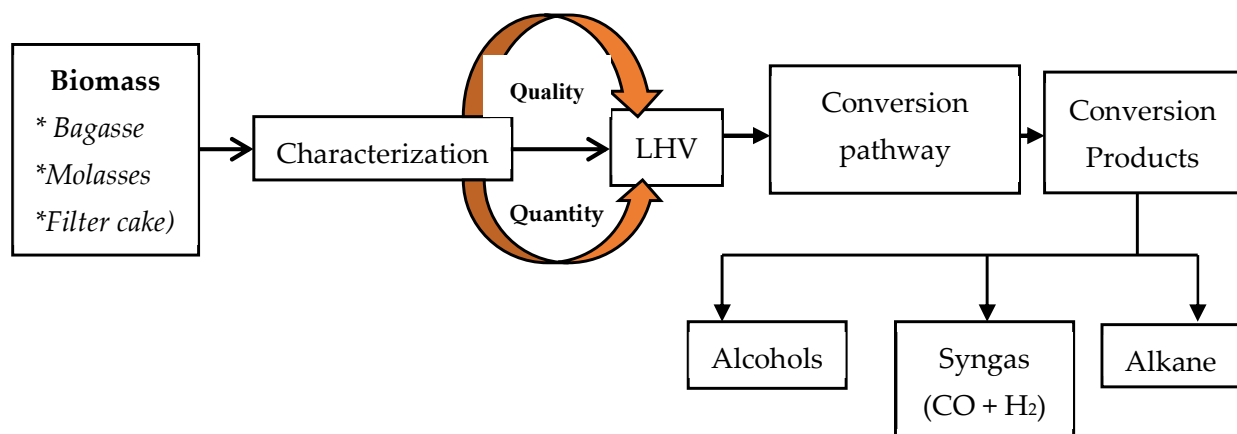 Biomass
* Bagasse
*Molasses
*Filter cake)
Characterization
Quality
Quantity
LHV
Conversion
pathway
Conversion
Products
Alcohols
Syngas
(CO + H₂)
Alkane